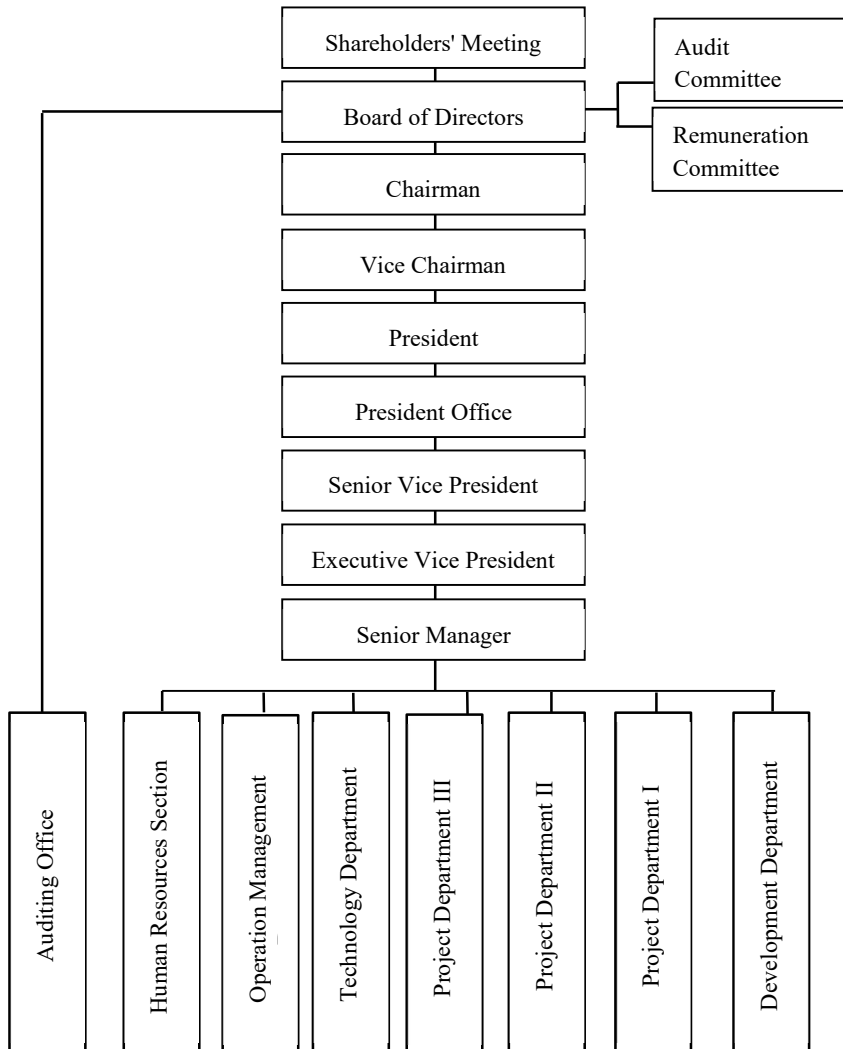 Shareholders' Meeting
Audit
Committee
Board of Directors
Remuneration
Committee
Chairman
Vice Chairman
President
President Office
Senior Vice President
Executive Vice President
Senior Manager
Auditing Office
Human Resources Section
Operation Management
Technology Department
Project Department III
Project Department II
Project Department I
Development Department